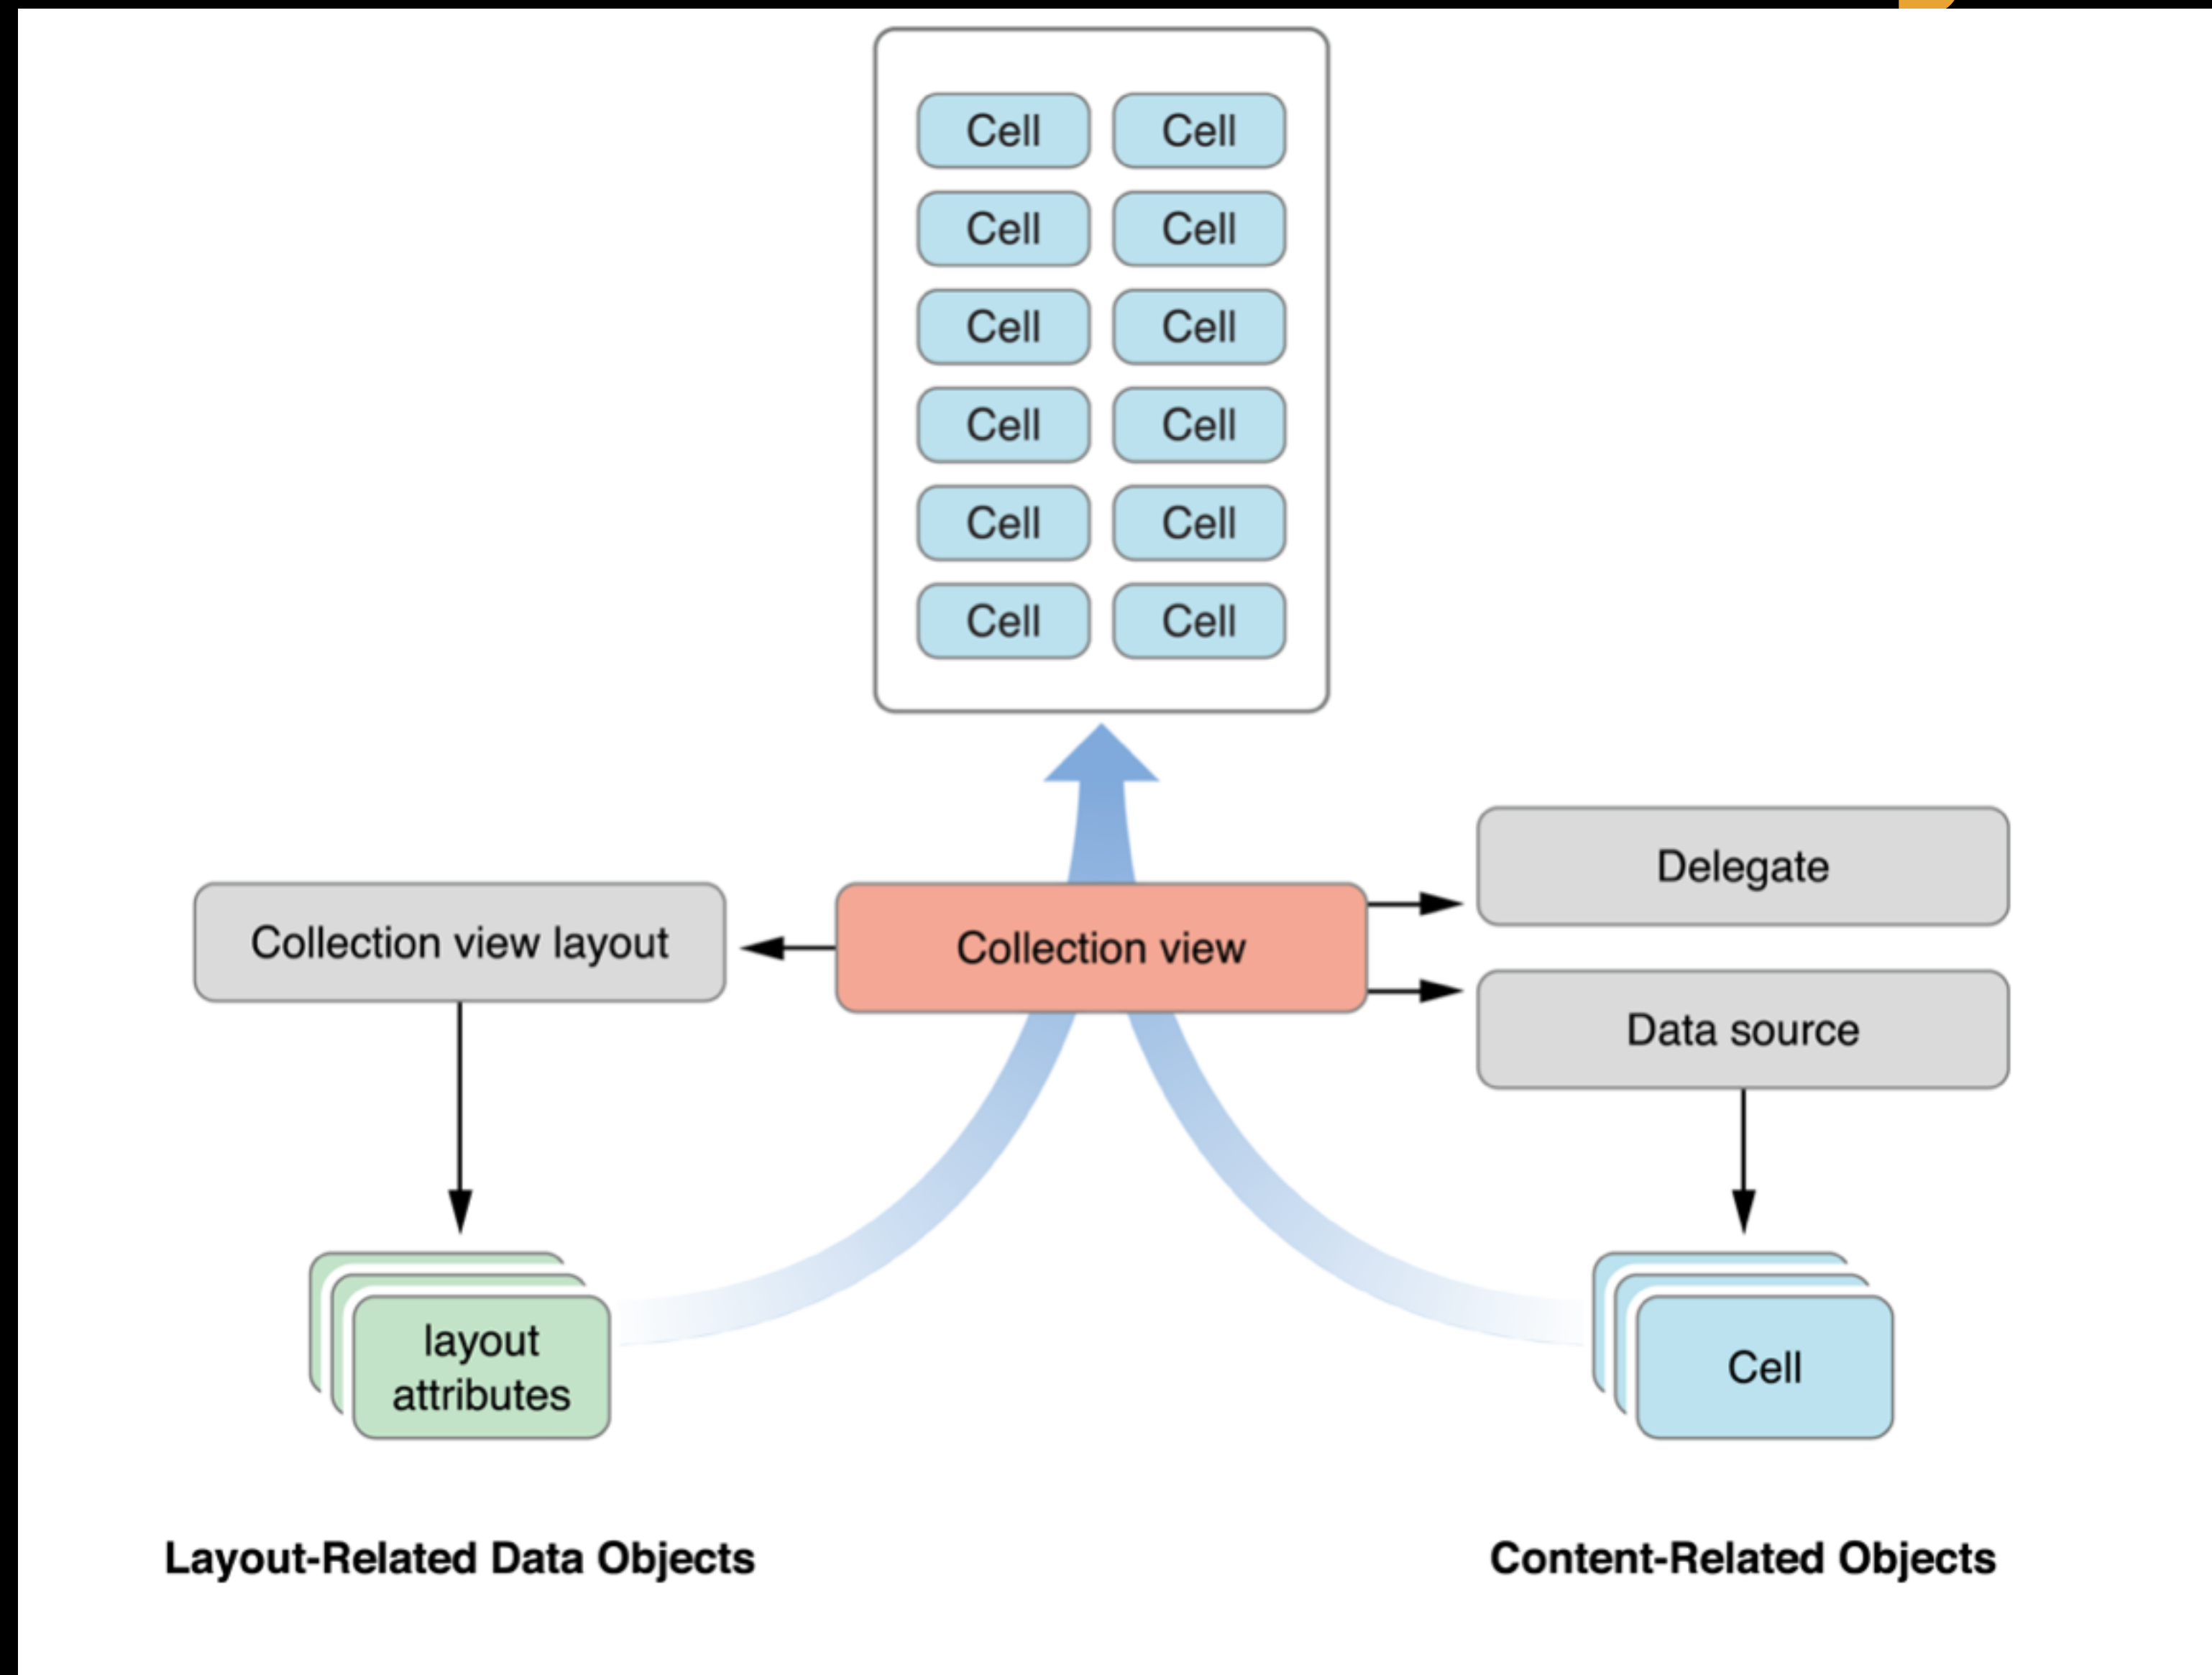 Cell Cell
Cell Cell
Cell Cell
Cell Cell
Cell Cell
Cell Cell
Delegate
Collection view layout
Collection view
Data source
layout
attributes
Cell
Layout-Related Data Objects
Content-Related Objects